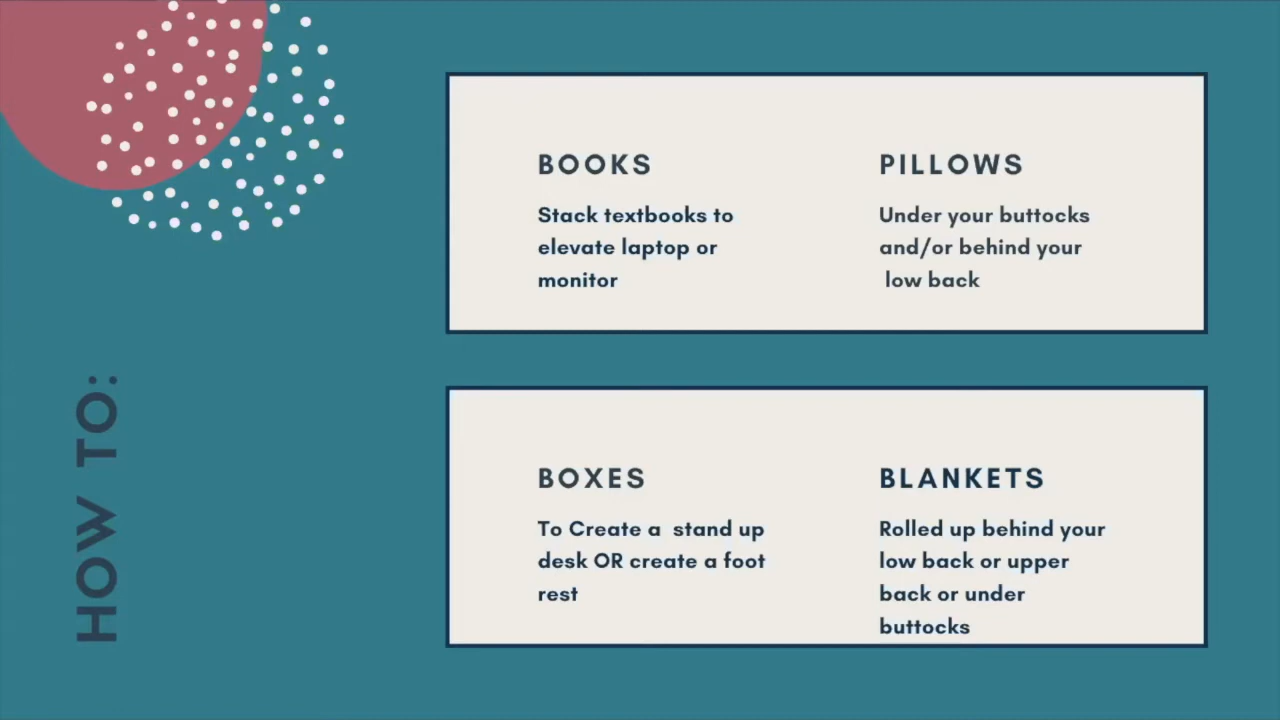 HOW TO:
BOOKS
Stack textbooks to
elevate laptop or
monitor
PILLOWS
Under your buttocks
and/or behind your
low back
BOXES
To Create a  stand up
desk OR create a foot
rest
BLANKETS
Rolled up behind your
low back or upper
back or under
buttocks